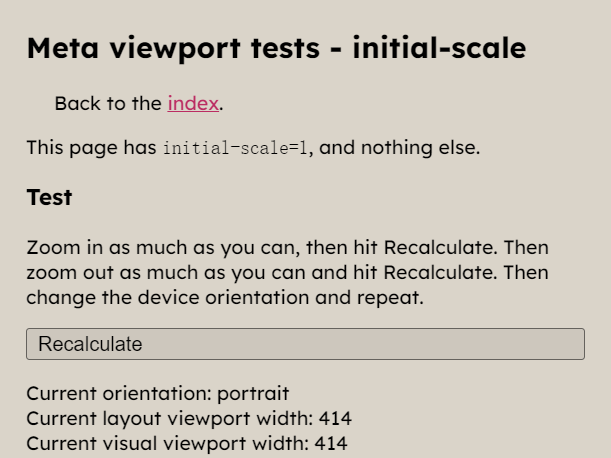 Meta viewport tests - initial-scale
Back to the index.
This page has initial-scale=1, and nothing else.
Test
Zoom in as much as you can, then hit Recalculate. Then
zoom out as much as you can and hit Recalculate. Then
change the device orientation and repeat.
Recalculate
Current orientation: portrait
Current layout viewport width: 414
Current visual viewport width: 414